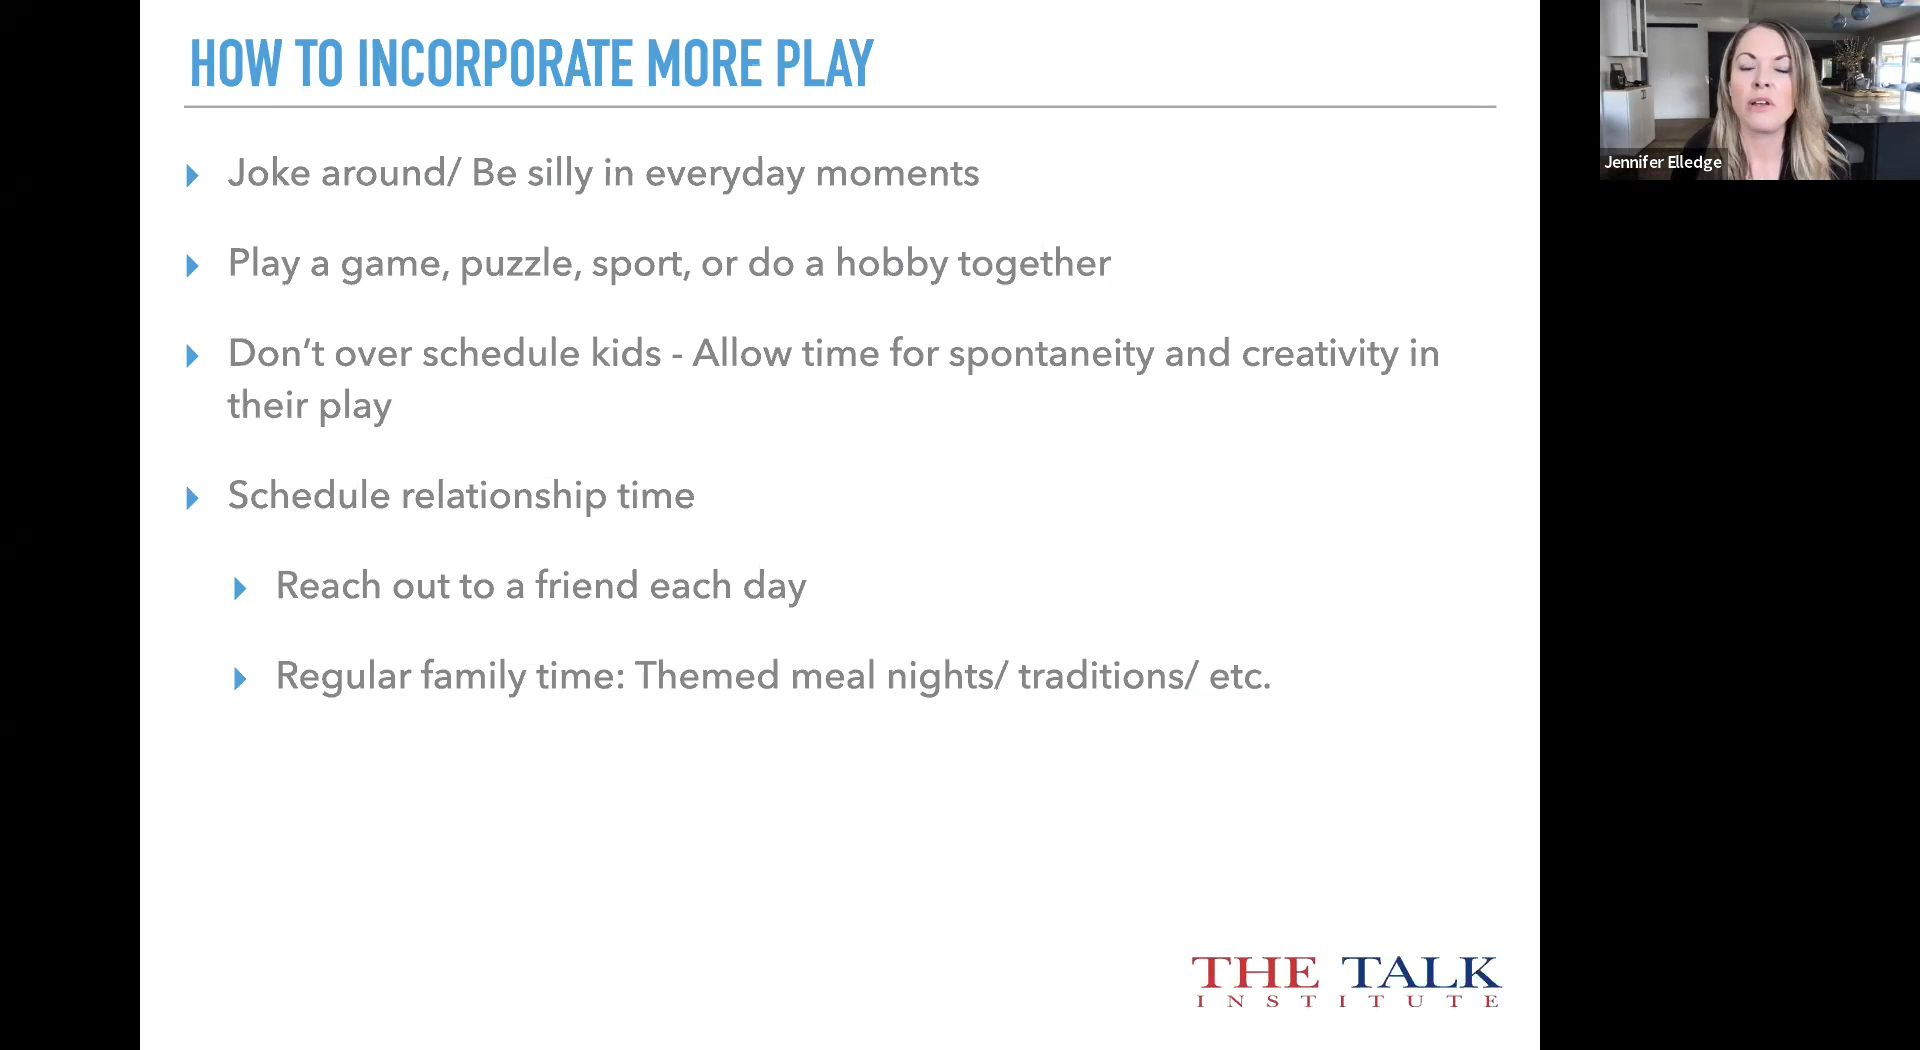 HOW TO INCORPORATE MORE PLAY
Joke around/ Be silly in everyday moments
Play a game, puzzle, sport, or do a hobby together
Don’t over schedule kids - Allow time for spontaneity and creativity in
their play
Schedule relationship time
Reach out to a friend each day
Regular family time: Themed meal nights/ traditions/ etc.
THE TALK
INSTITUTE
Jennifer Elledge